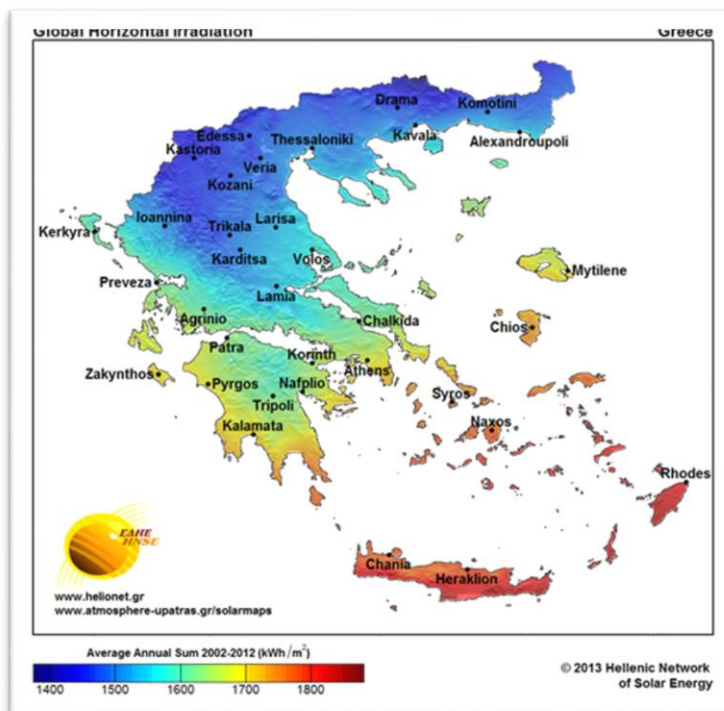 Global Horizontal Irradiation
Greece
Drama
Komotini
Edessa
Thessaloniki
Kavala
Alexandroupoli
Kastoria
Veria
Kozani
Ioannina
Trikala
Larisa
Kerkyra
Karditsa
Volos
Mytilene
Preveza
Lamia
Agrinio
Chalkida
Chios
Patra
Korinth
Athens
Zakynthos
Pyrgos
Nafplio
Tripoli
Syros
Kalamata
Naxos
Rhodes
ΕΔΗΕ
HNSE
Chania
Heraklion
www.helionet.gr
www.atmosphere-upatras.gr/solarmaps
Average Annual Sum 2002-2012 (kWh/m²)
1400 1500 1600 1700 1800
© 2013 Hellenic Network
of Solar Energy